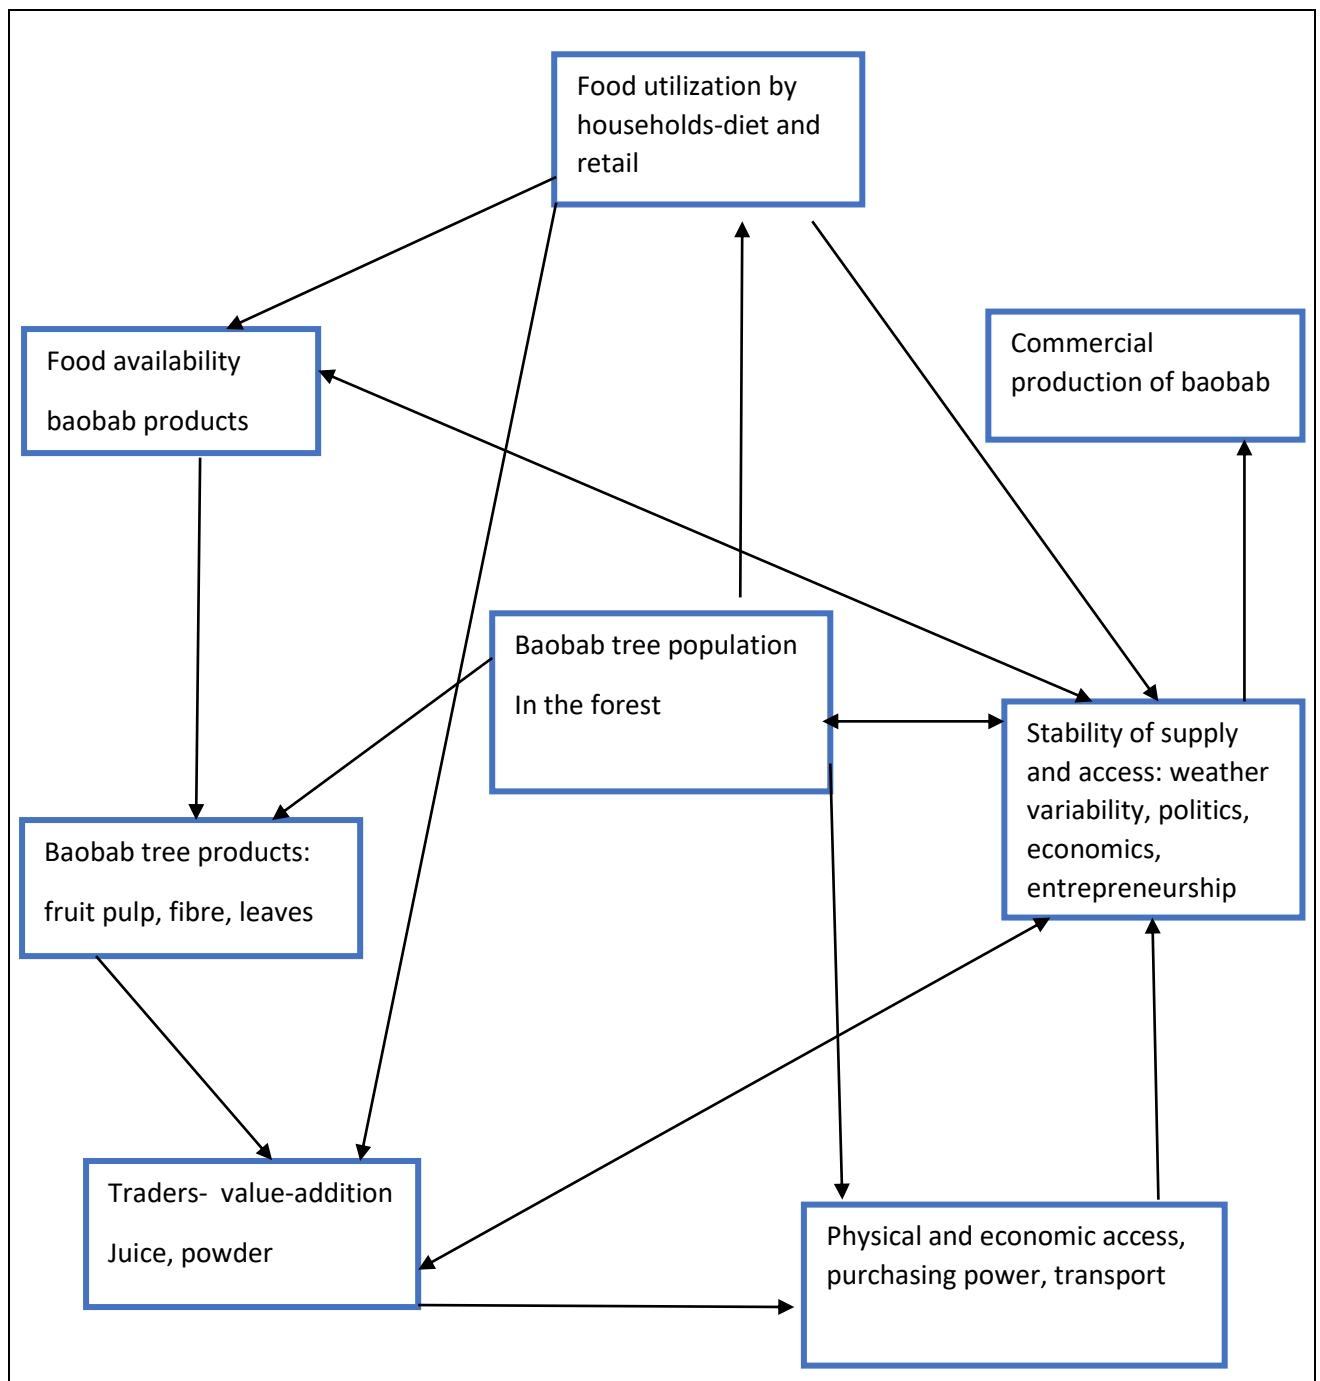 Food utilization by
households-diet and
retail
Food availability
baobab products
Commercial
production of baobab
Baobab tree population
In the forest
Stability of supply
and access: weather
variability, politics,
economics,
entrepreneurship
Baobab tree products:
fruit pulp, fibre, leaves
Traders- value-addition
Juice, powder
Physical and economic access,
purchasing power, transport